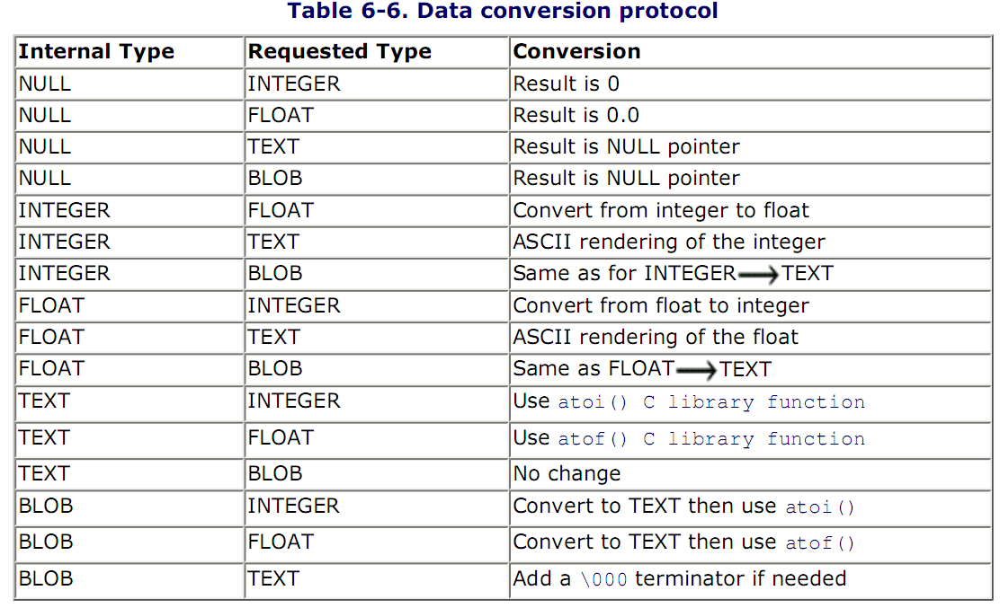 Table 6-6. Data conversion protocol
Internal Type Requested Type Conversion
NULL INTEGER Result is 0
NULL FLOAT Result is 0.0
NULL TEXT Result is NULL pointer
NULL BLOB Result is NULL pointer
INTEGER FLOAT Convert from integer to float
INTEGER TEXT ASCII rendering of the integer
INTEGER BLOB Same as for INTEGER⟶TEXT
FLOAT INTEGER Convert from float to integer
FLOAT TEXT ASCII rendering of the float
FLOAT BLOB Same as FLOAT⟶TEXT
TEXT INTEGER Use atoi() C library function
TEXT FLOAT Use atof() C library function
TEXT BLOB No change
BLOB INTEGER Convert to TEXT then use atoi()
BLOB FLOAT Convert to TEXT then use atof()
BLOB TEXT Add a \000 terminator if needed